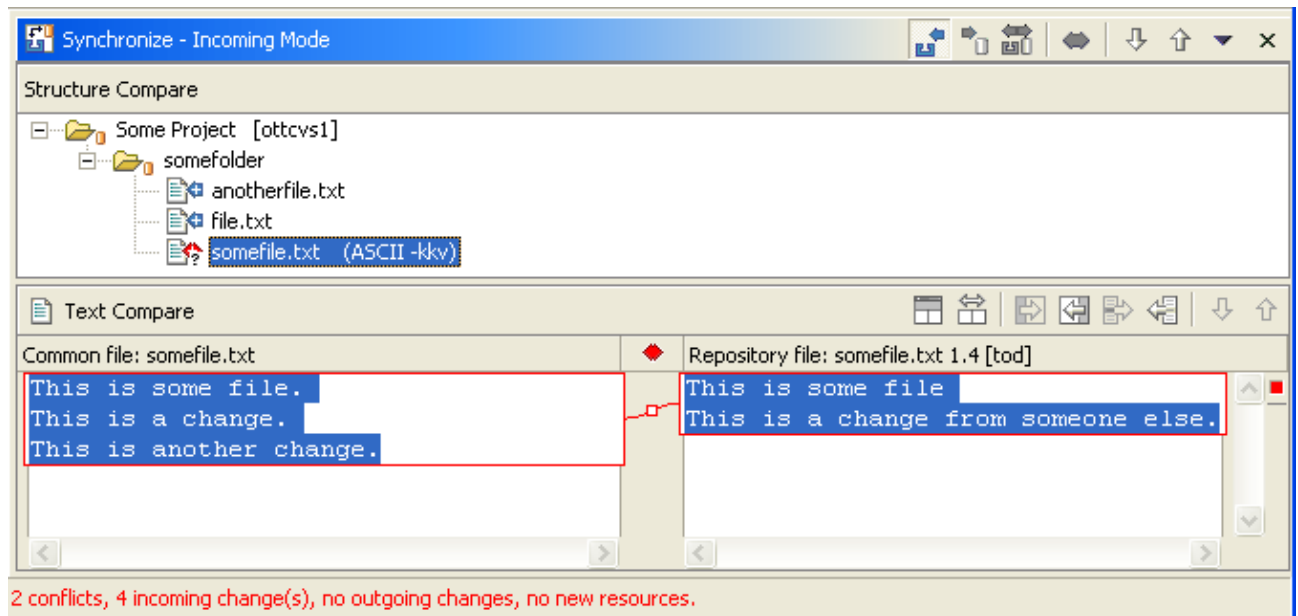 Synchronize - Incoming Mode
Structure Compare
Some Project [ottcvs1]
somefolder
anotherfile.txt
file.txt
somefile.txt (ASCII -kkv)
Text Compare
Common file: somefile.txt
Repository file: somefile.txt 1.4 [tod]
This is some file.
This is a change.
This is another change.
This is some file
This is a change from someone else.
2 conflicts, 4 incoming change(s), no outgoing changes, no new resources.